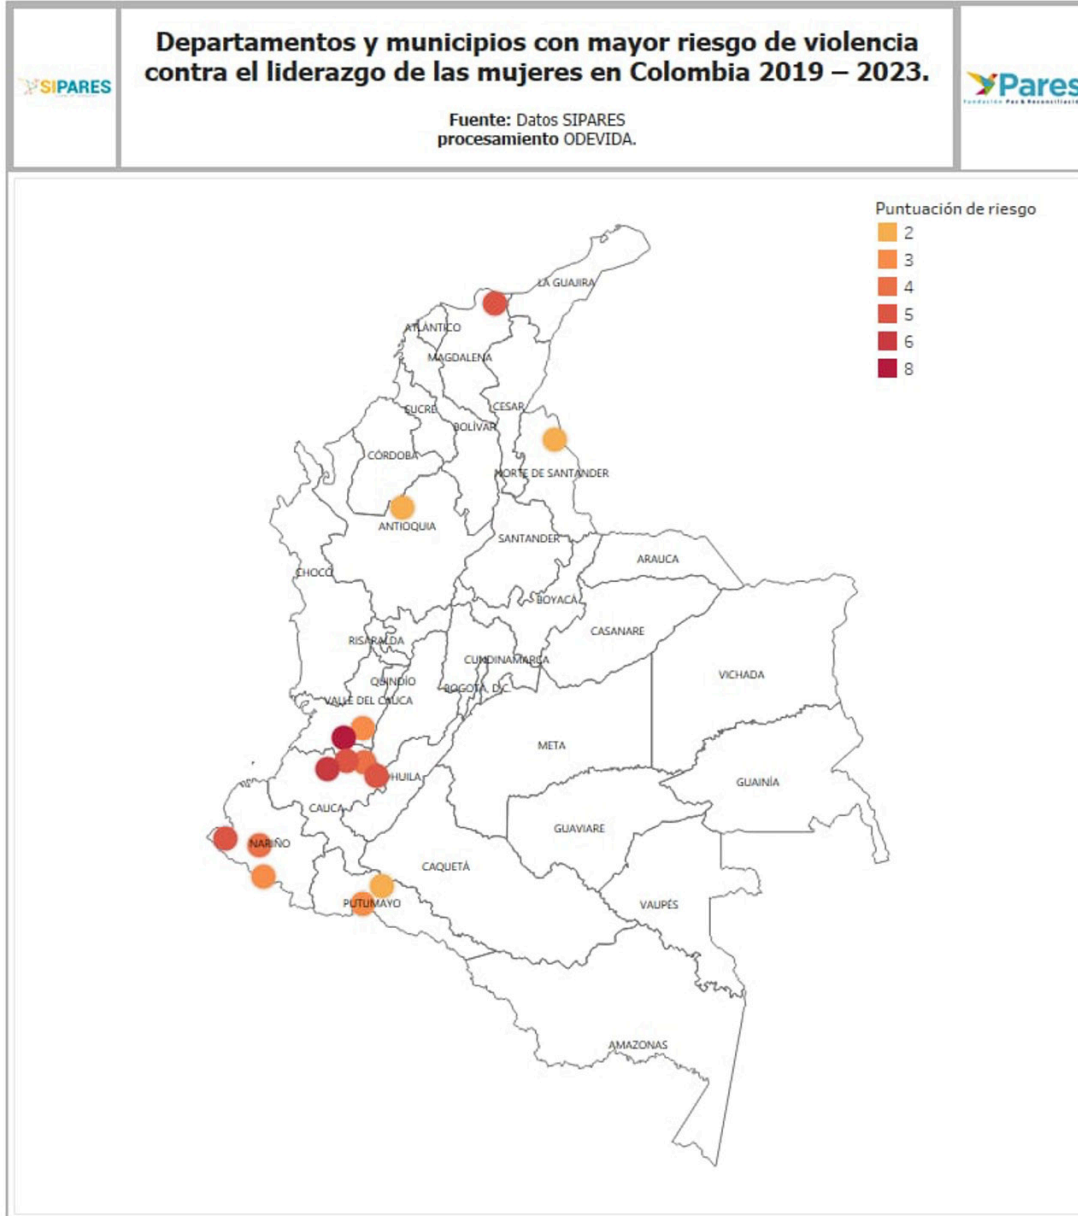 SIPARES
Departamentos y municipios con mayor riesgo de violencia
contra el liderazgo de las mujeres en Colombia 2019 – 2023.
Fuente: Datos SIPARES
procesamiento ODEVIDA.
Pares
Fundación Paz & Reconciliació
Puntuación de riesgo
2
3
4
5
6
8
LA GUAJIRA
ATLÁNTICO
MAGDALENA
SUCRE
CESAR
BOLÍVAR
CÓRDOBA
NORTE DE SANTANDER
ANTIOQUIA
SANTANDER
ARAUCA
CHOCÓ
BOYACÁ
CASANARE
RISARALDA
CUNDINAMARCA
VICHADA
QUINDÍO
BOGOTÁ, D.C.
VALLE DEL CAUCA
META
HUILA
GUAINÍA
CAUCA
GUAVIARE
NARIÑO
CAQUETÁ
PUTUMAYO
VAUPÉS
AMAZONAS